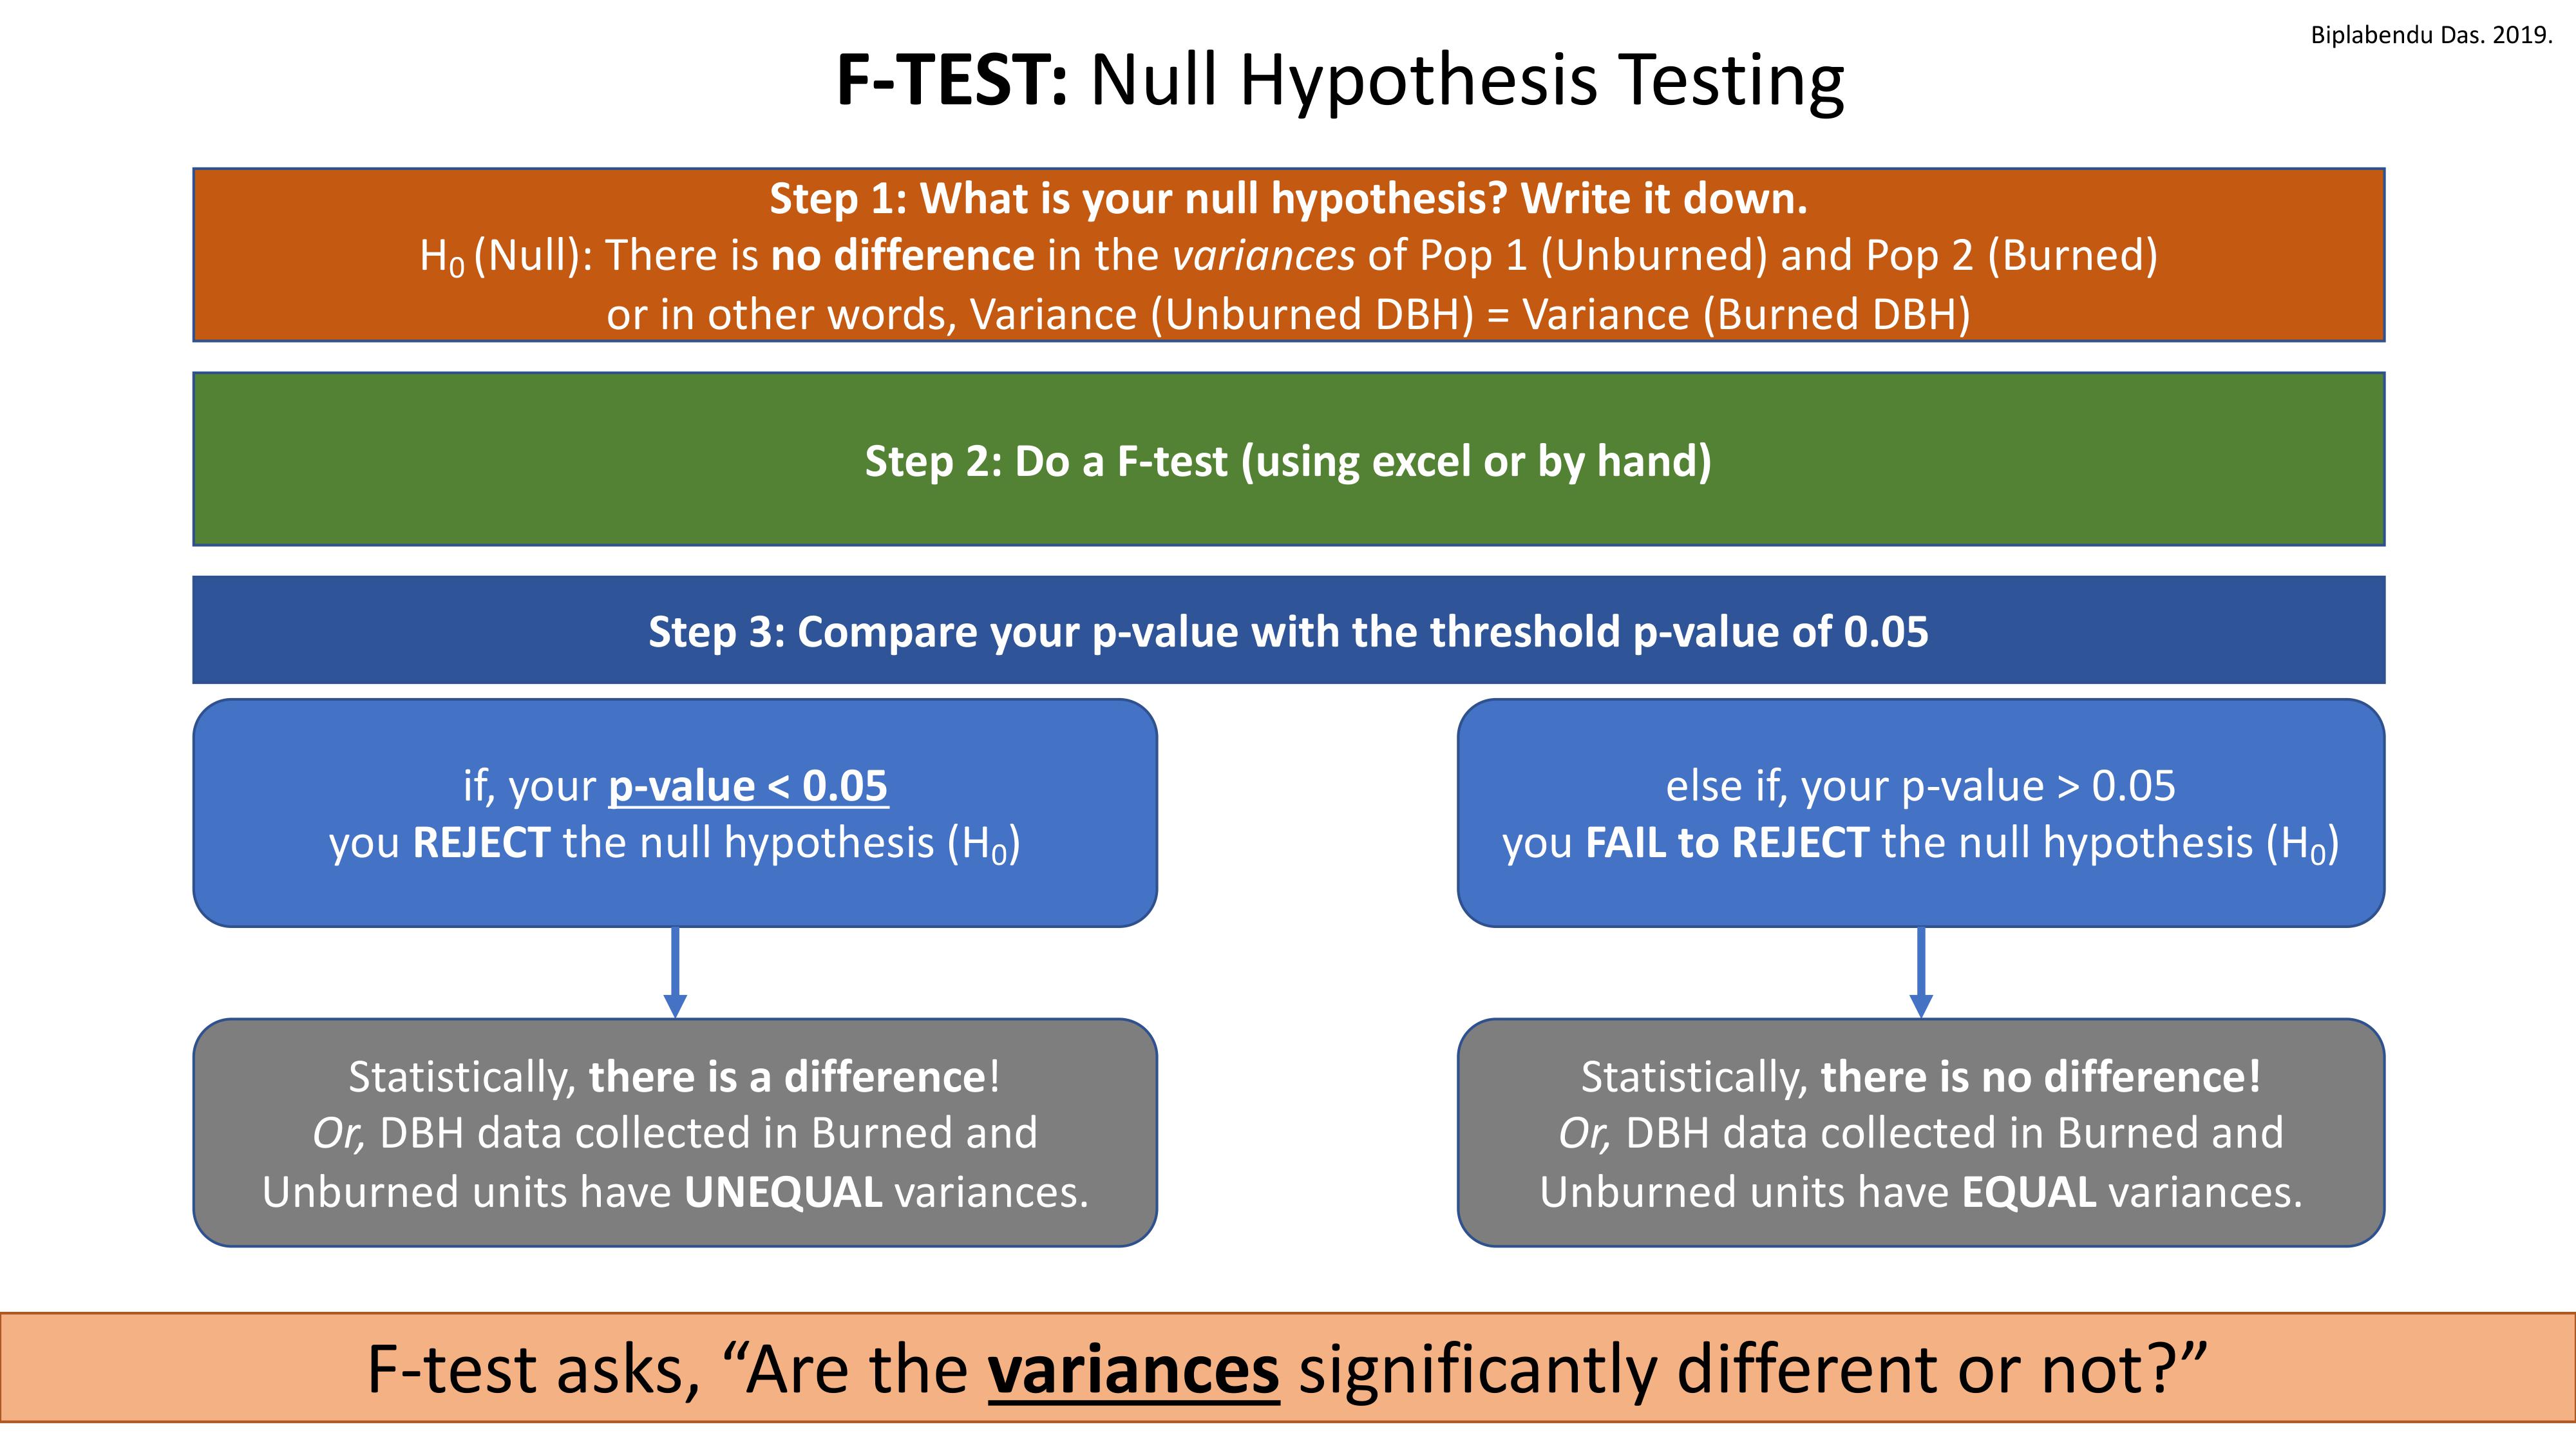 Biplabendu Das. 2019.
F-TEST: Null Hypothesis Testing
Step 1: What is your null hypothesis? Write it down.
H₀ (Null): There is no difference in the variances of Pop 1 (Unburned) and Pop 2 (Burned)
or in other words, Variance (Unburned DBH) = Variance (Burned DBH)
Step 2: Do a F-test (using excel or by hand)
Step 3: Compare your p-value with the threshold p-value of 0.05
if, your p-value < 0.05
you REJECT the null hypothesis (H₀)
else if, your p-value > 0.05
you FAIL to REJECT the null hypothesis (H₀)
Statistically, there is a difference!
Or, DBH data collected in Burned and
Unburned units have UNEQUAL variances.
Statistically, there is no difference!
Or, DBH data collected in Burned and
Unburned units have EQUAL variances.
F-test asks, “Are the variances significantly different or not?”